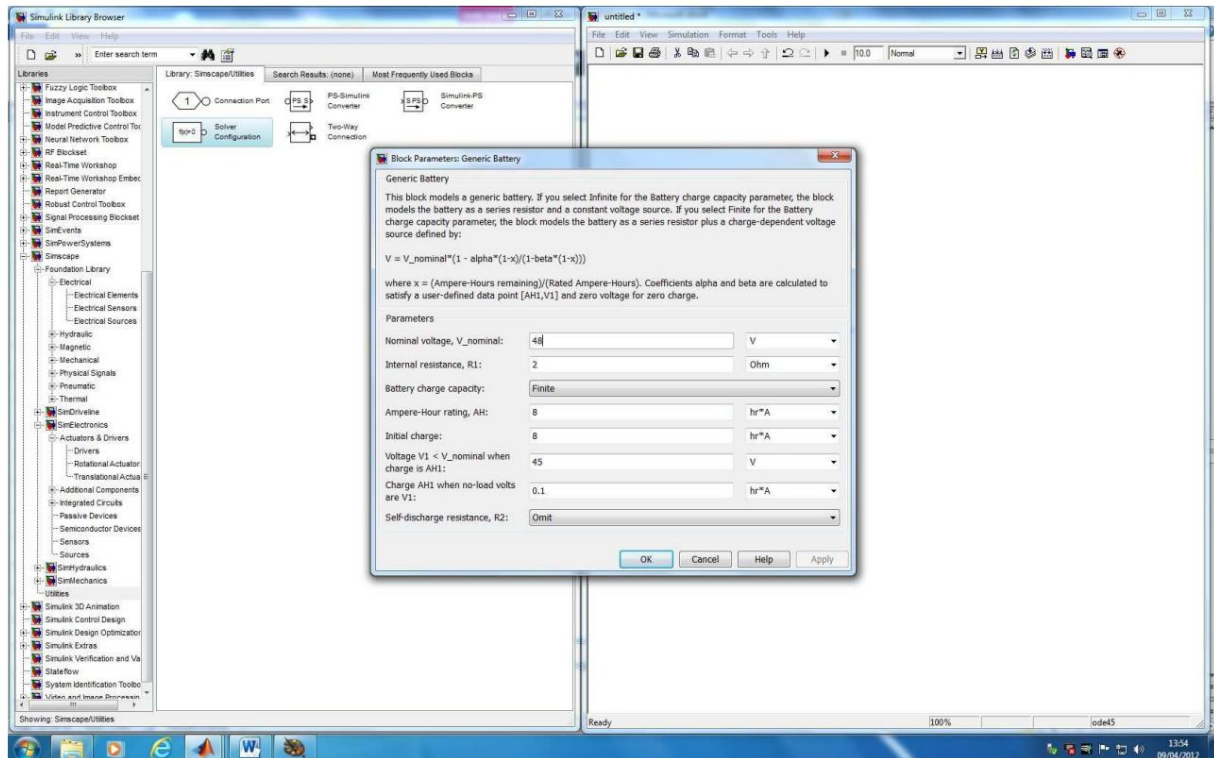 Simulink Library Browser
File Edit View Help
» Enter search term
Libraries
Fuzzy Logic Toolbox
Image Acquisition Toolbox
Instrument Control Toolbox
Model Predictive Control Too
Neural Network Toolbox
RF Blockset
Real-Time Workshop
Real-Time Workshop Embec
Report Generator
Robust Control Toolbox
Signal Processing Blockset
SimEvents
SimPowerSystems
Simscape
Foundation Library
Electrical
Electrical Elements
Electrical Sensors
Electrical Sources
Hydraulic
Magnetic
Mechanical
Physical Signals
Pneumatic
Thermal
SimDriveline
SimElectronics
Actuators & Drivers
Drivers
Rotational Actuator
Translational Actua
Additional Components
Integrated Circuits
Passive Devices
Semiconductor Devices
Sensors
Sources
SimHydraulics
SimMechanics
Utilities
Simulink 3D Animation
Simulink Control Design
Simulink Design Optimization
Simulink Extras
Simulink Verification and Va
Stateflow
System Identification Toolbo
Video and Image Processin
Showing: Simscape/Utilities
Library: Simscape/Utilities Search Results: (none) Most Frequently Used Blocks
1 Connection Port
PS S PS-Simulink
Converter
S PS Simulink-PS
Converter
f(x)=0 Solver
Configuration
Two-Way
Connection
untitled *
File Edit View Simulation Format Tools Help
10.0 Normal
Block Parameters: Generic Battery
Generic Battery
This block models a generic battery. If you select Infinite for the Battery charge capacity parameter, the block
models the battery as a series resistor and a constant voltage source. If you select Finite for the Battery
charge capacity parameter, the block models the battery as a series resistor plus a charge-dependent voltage
source defined by:
V = V_nominal*(1 - alpha*(1-x)/(1-beta*(1-x)))
where x = (Ampere-Hours remaining)/(Rated Ampere-Hours). Coefficients alpha and beta are calculated to
satisfy a user-defined data point [AH1,V1] and zero voltage for zero charge.
Parameters
Nominal voltage, V_nominal: 48 V
Internal resistance, R1: 2 Ohm
Battery charge capacity: Finite
Ampere-Hour rating, AH: 8 hr*A
Initial charge: 8 hr*A
Voltage V1 < V_nominal when
charge is AH1: 45 V
Charge AH1 when no-load volts
are V1: 0.1 hr*A
Self-discharge resistance, R2: Omit
OK Cancel Help Apply
Ready 100% ode45
13:54
09/04/2012